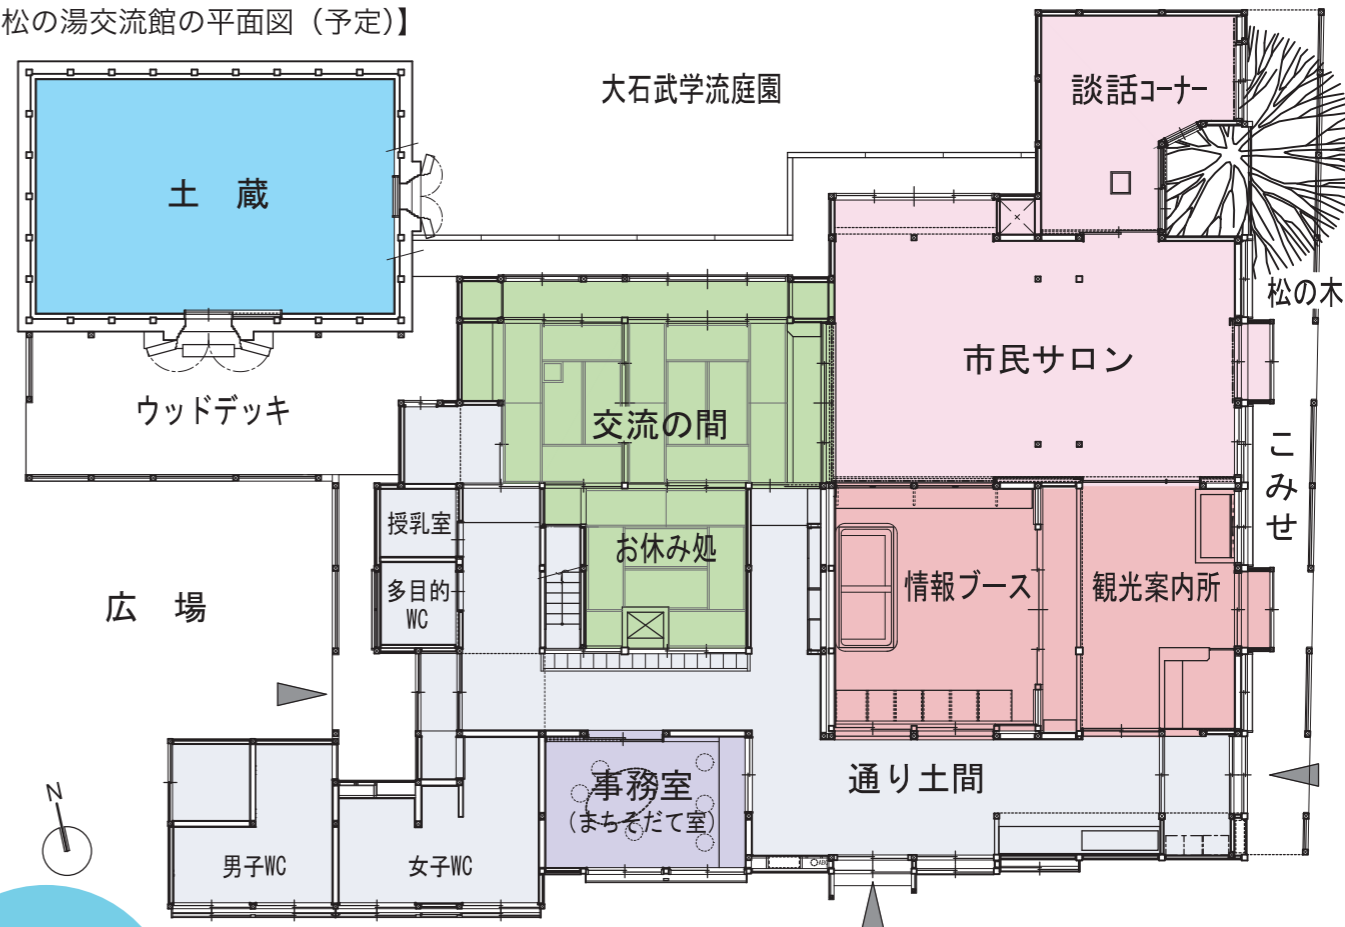 松の湯交流館の平面図（予定）】
大石武学流庭園
談話コーナー
土 蔵
松の木
市民サロン
ウッドデッキ
交流の間
こみせ
授乳室
お休み処
多目的
WC
情報ブース
観光案内所
広 場
事務室
（まちそだて室）
通り土間
N
男子WC
女子WC